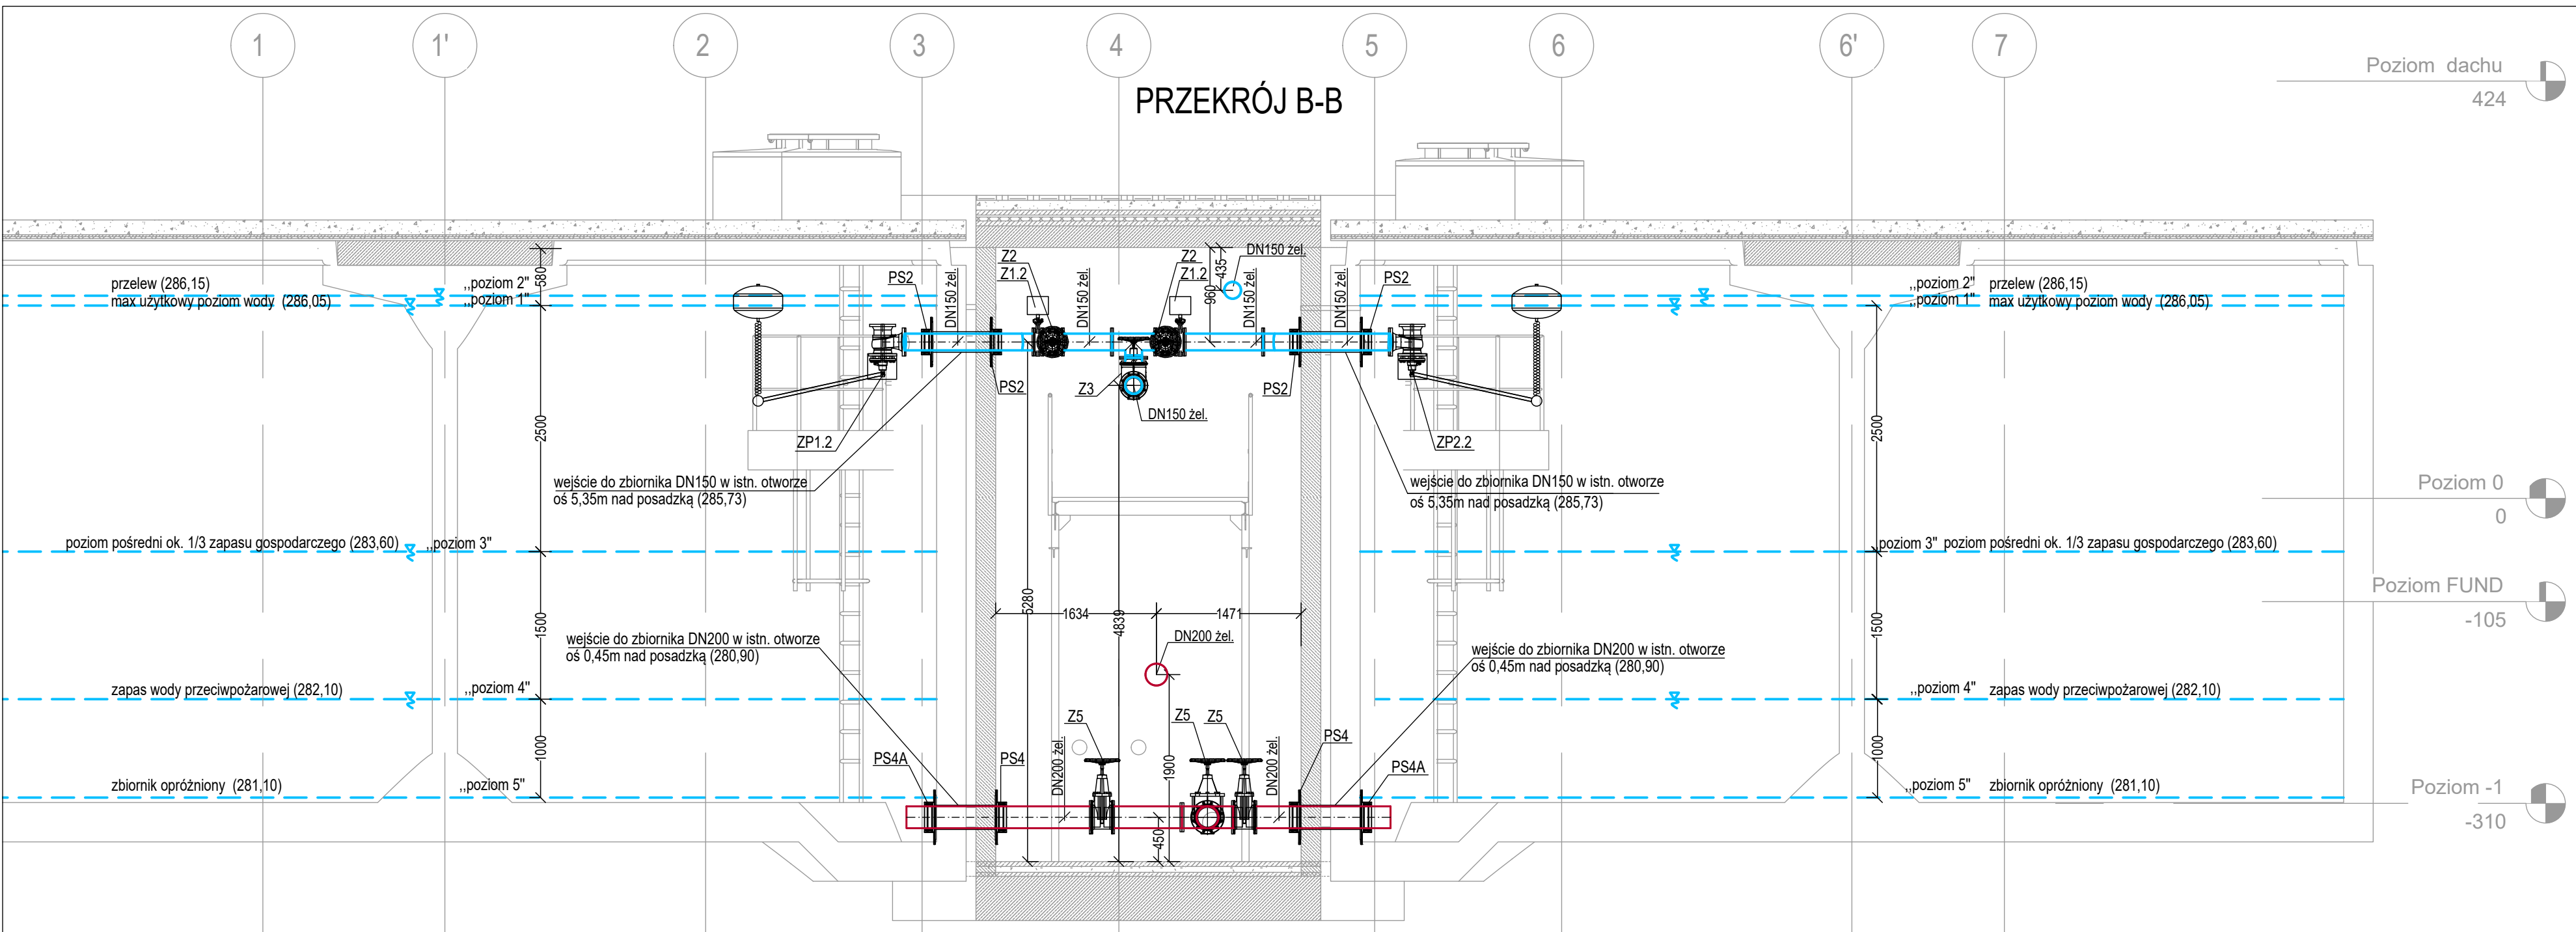 1
1'
2
3
4
5
6
6'
7
PRZEKRÓJ B-B
Poziom dachu
424
Poziom 0
0
Poziom FUND
-105
Poziom -1
-310
przelew (286,15)
max użytkowy poziom wody (286,05)
,,poziom 2"
,,poziom 1"
580
2500
1500
1000
poziom pośredni ok. 1/3 zapasu gospodarczego (283,60)
,,poziom 3"
zapas wody przeciwpożarowej (282,10)
,,poziom 4"
zbiornik opróżniony (281,10)
,,poziom 5"
PS2
DN150 żel.
Z2
Z1.2
DN150 żel.
Z2
Z1.2
960
435
DN150 żel.
DN150 żel.
DN150 żel.
PS2
PS2
Z3
PS2
DN150 żel.
ZP1.2
ZP2.2
wejście do zbiornika DN150 w istn. otworze
oś 5,35m nad posadzką (285,73)
wejście do zbiornika DN150 w istn. otworze
oś 5,35m nad posadzką (285,73)
5280
4839
1634
1471
DN200 żel.
wejście do zbiornika DN200 w istn. otworze
oś 0,45m nad posadzką (280,90)
wejście do zbiornika DN200 w istn. otworze
oś 0,45m nad posadzką (280,90)
Z5
Z5
Z5
PS4A
PS4
DN200 żel.
1900
450
DN200 żel.
PS4
PS4A
,,poziom 2"
przelew (286,15)
,,poziom 1"
max użytkowy poziom wody (286,05)
2500
1500
1000
poziom 3"
poziom pośredni ok. 1/3 zapasu gospodarczego (283,60)
,,poziom 4"
zapas wody przeciwpożarowej (282,10)
,,poziom 5"
zbiornik opróżniony (281,10)